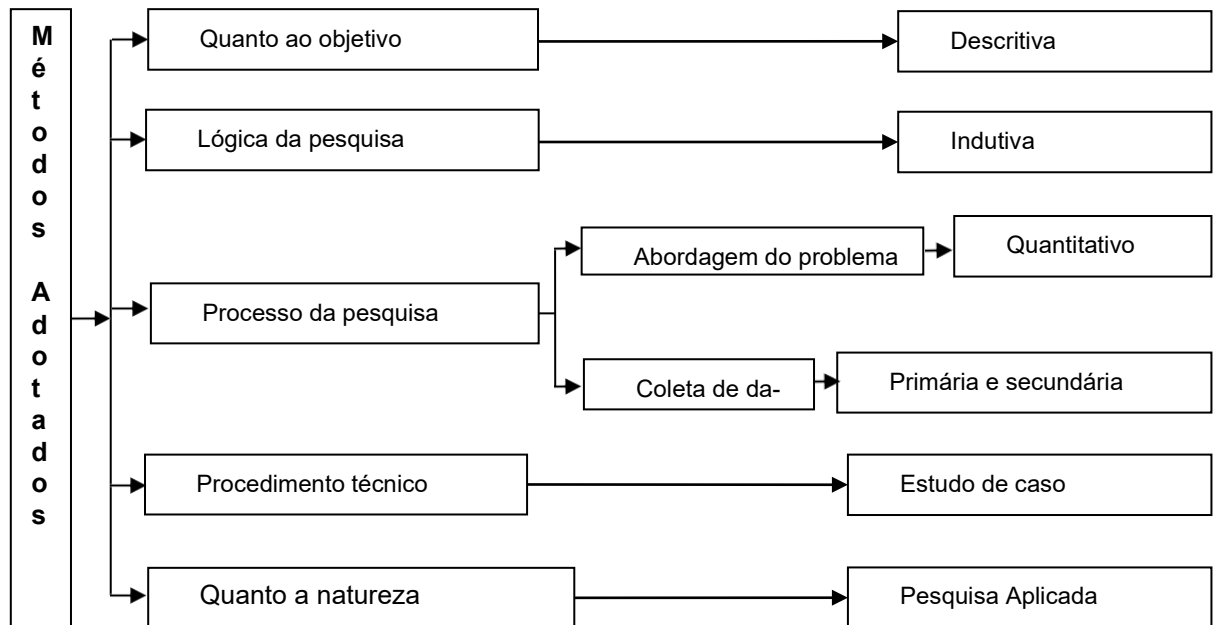 Métodos Adotados
Quanto ao objetivo
Descritiva
Lógica da pesquisa
Indutiva
Processo da pesquisa
Abordagem do problema
Quantitativo
Coleta de da-
Primária e secundária
Procedimento técnico
Estudo de caso
Quanto a natureza
Pesquisa Aplicada